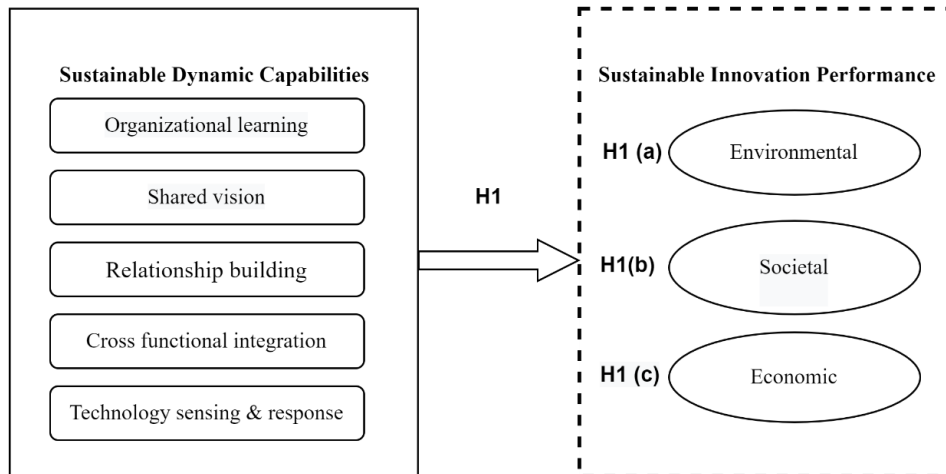 Sustainable Dynamic Capabilities
Organizational learning
Shared vision
Relationship building
Cross functional integration
Technology sensing & response
H1
Sustainable Innovation Performance
H1 (a)
Environmental
H1(b)
Societal
H1 (c)
Economic